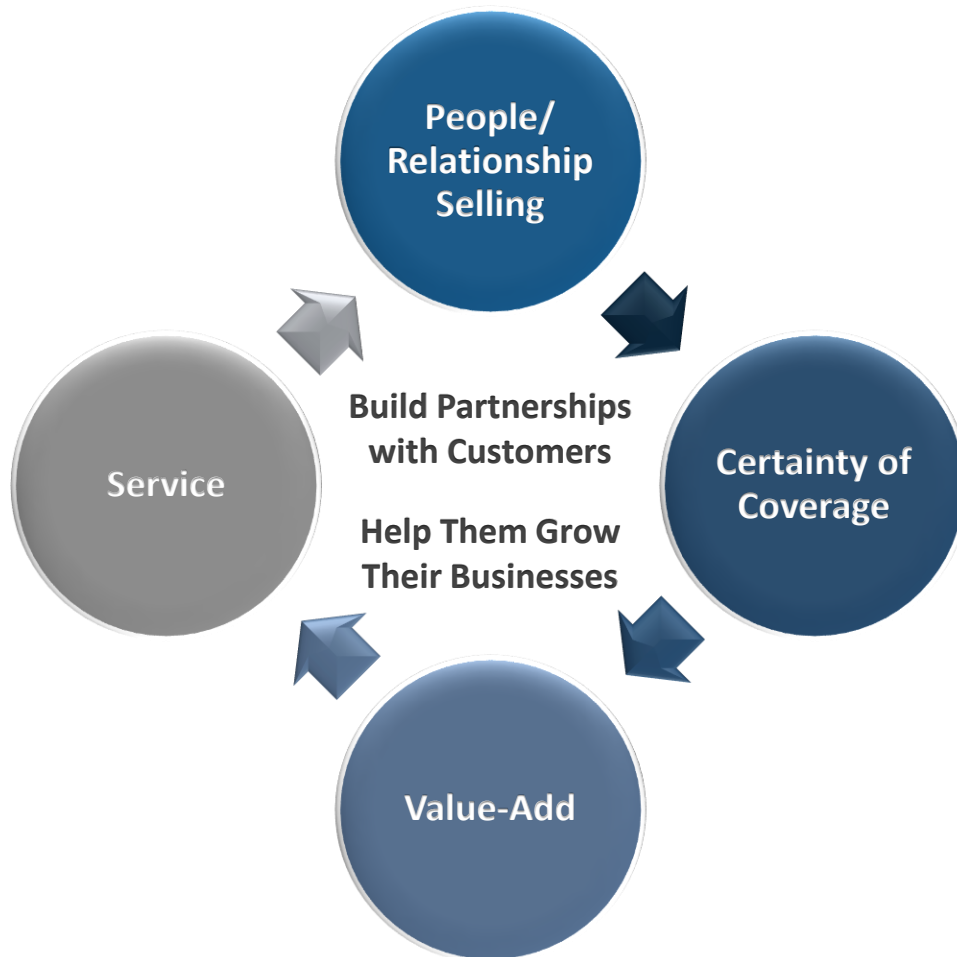 People/
Relationship
Selling
Build Partnerships
with Customers
Certainty of
Coverage
Service
Help Them Grow
Their Businesses
Value-Add